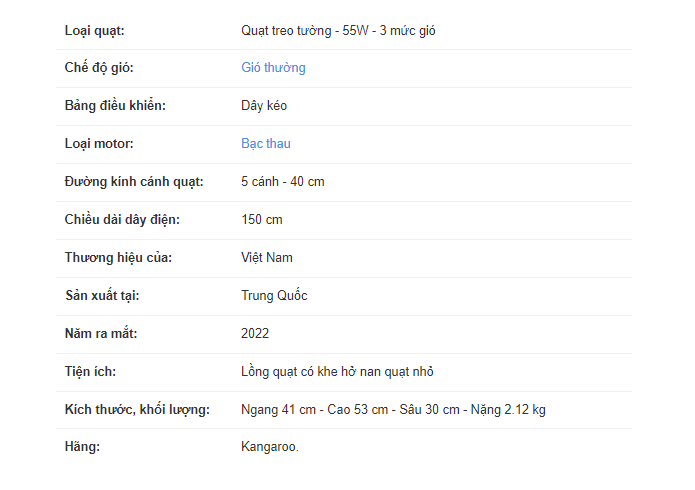 Loại quạt: Quạt treo tường - 55W - 3 mức gió
Chế độ gió: Gió thường
Bảng điều khiển: Dây kéo
Loại motor: Bạc thau
Đường kính cánh quạt: 5 cánh - 40 cm
Chiều dài dây điện: 150 cm
Thương hiệu của: Việt Nam
Sản xuất tại: Trung Quốc
Năm ra mắt: 2022
Tiện ích: Lồng quạt có khe hở nan quạt nhỏ
Kích thước, khối lượng: Ngang 41 cm - Cao 53 cm - Sâu 30 cm - Nặng 2.12 kg
Hãng: Kangaroo.